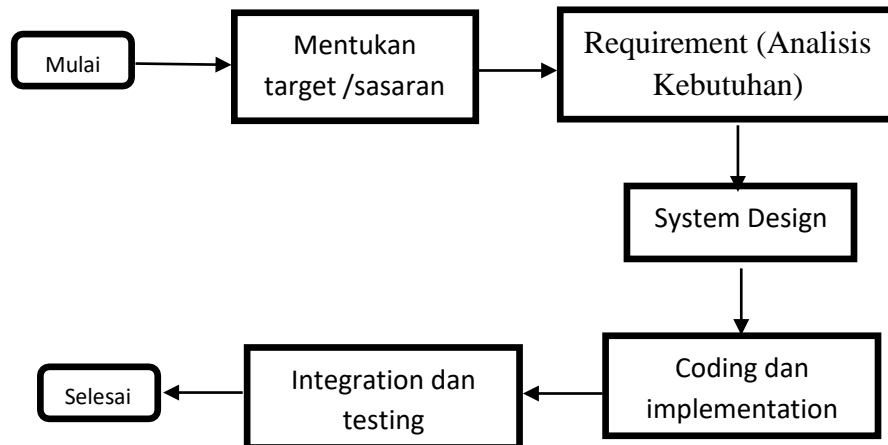 Mulai
Mentukan
target /sasaran
Requirement (Analisis
Kebutuhan)
System Design
Coding dan
implementation
Integration dan
testing
Selesai